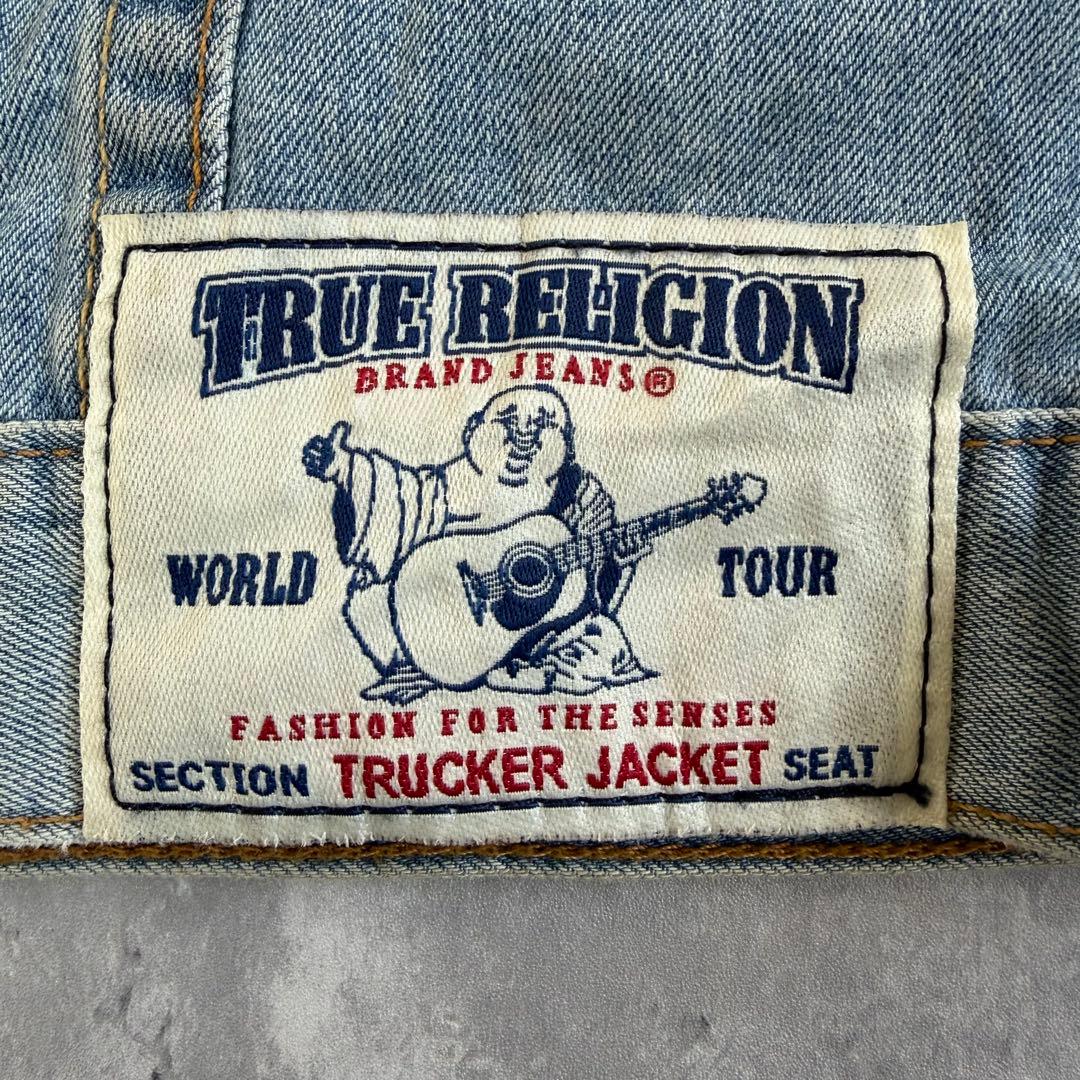 TRUE RELIGION
BRAND JEANS®
WORLD TOUR
FASHION FOR THE SENSES
SECTION TRUCKER JACKET SEAT